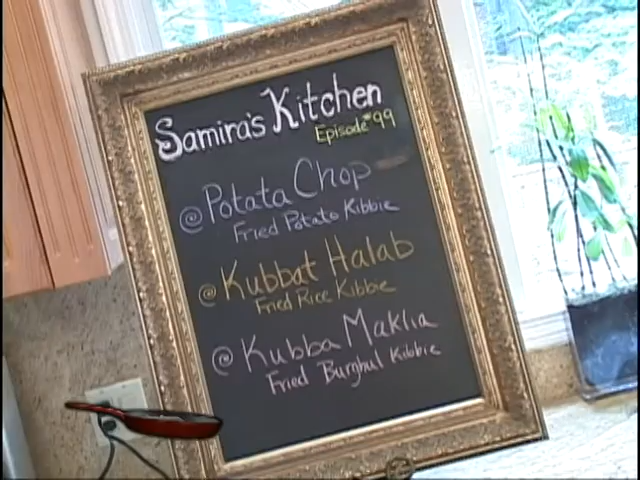 Samira's Kitchen
Episode #99
@ Potata Chop
Fried Potato Kibbie
@ Kubbat Halab
Fried Rice Kibbie
@ Kubba Maklia
Fried Burghul Kibbie